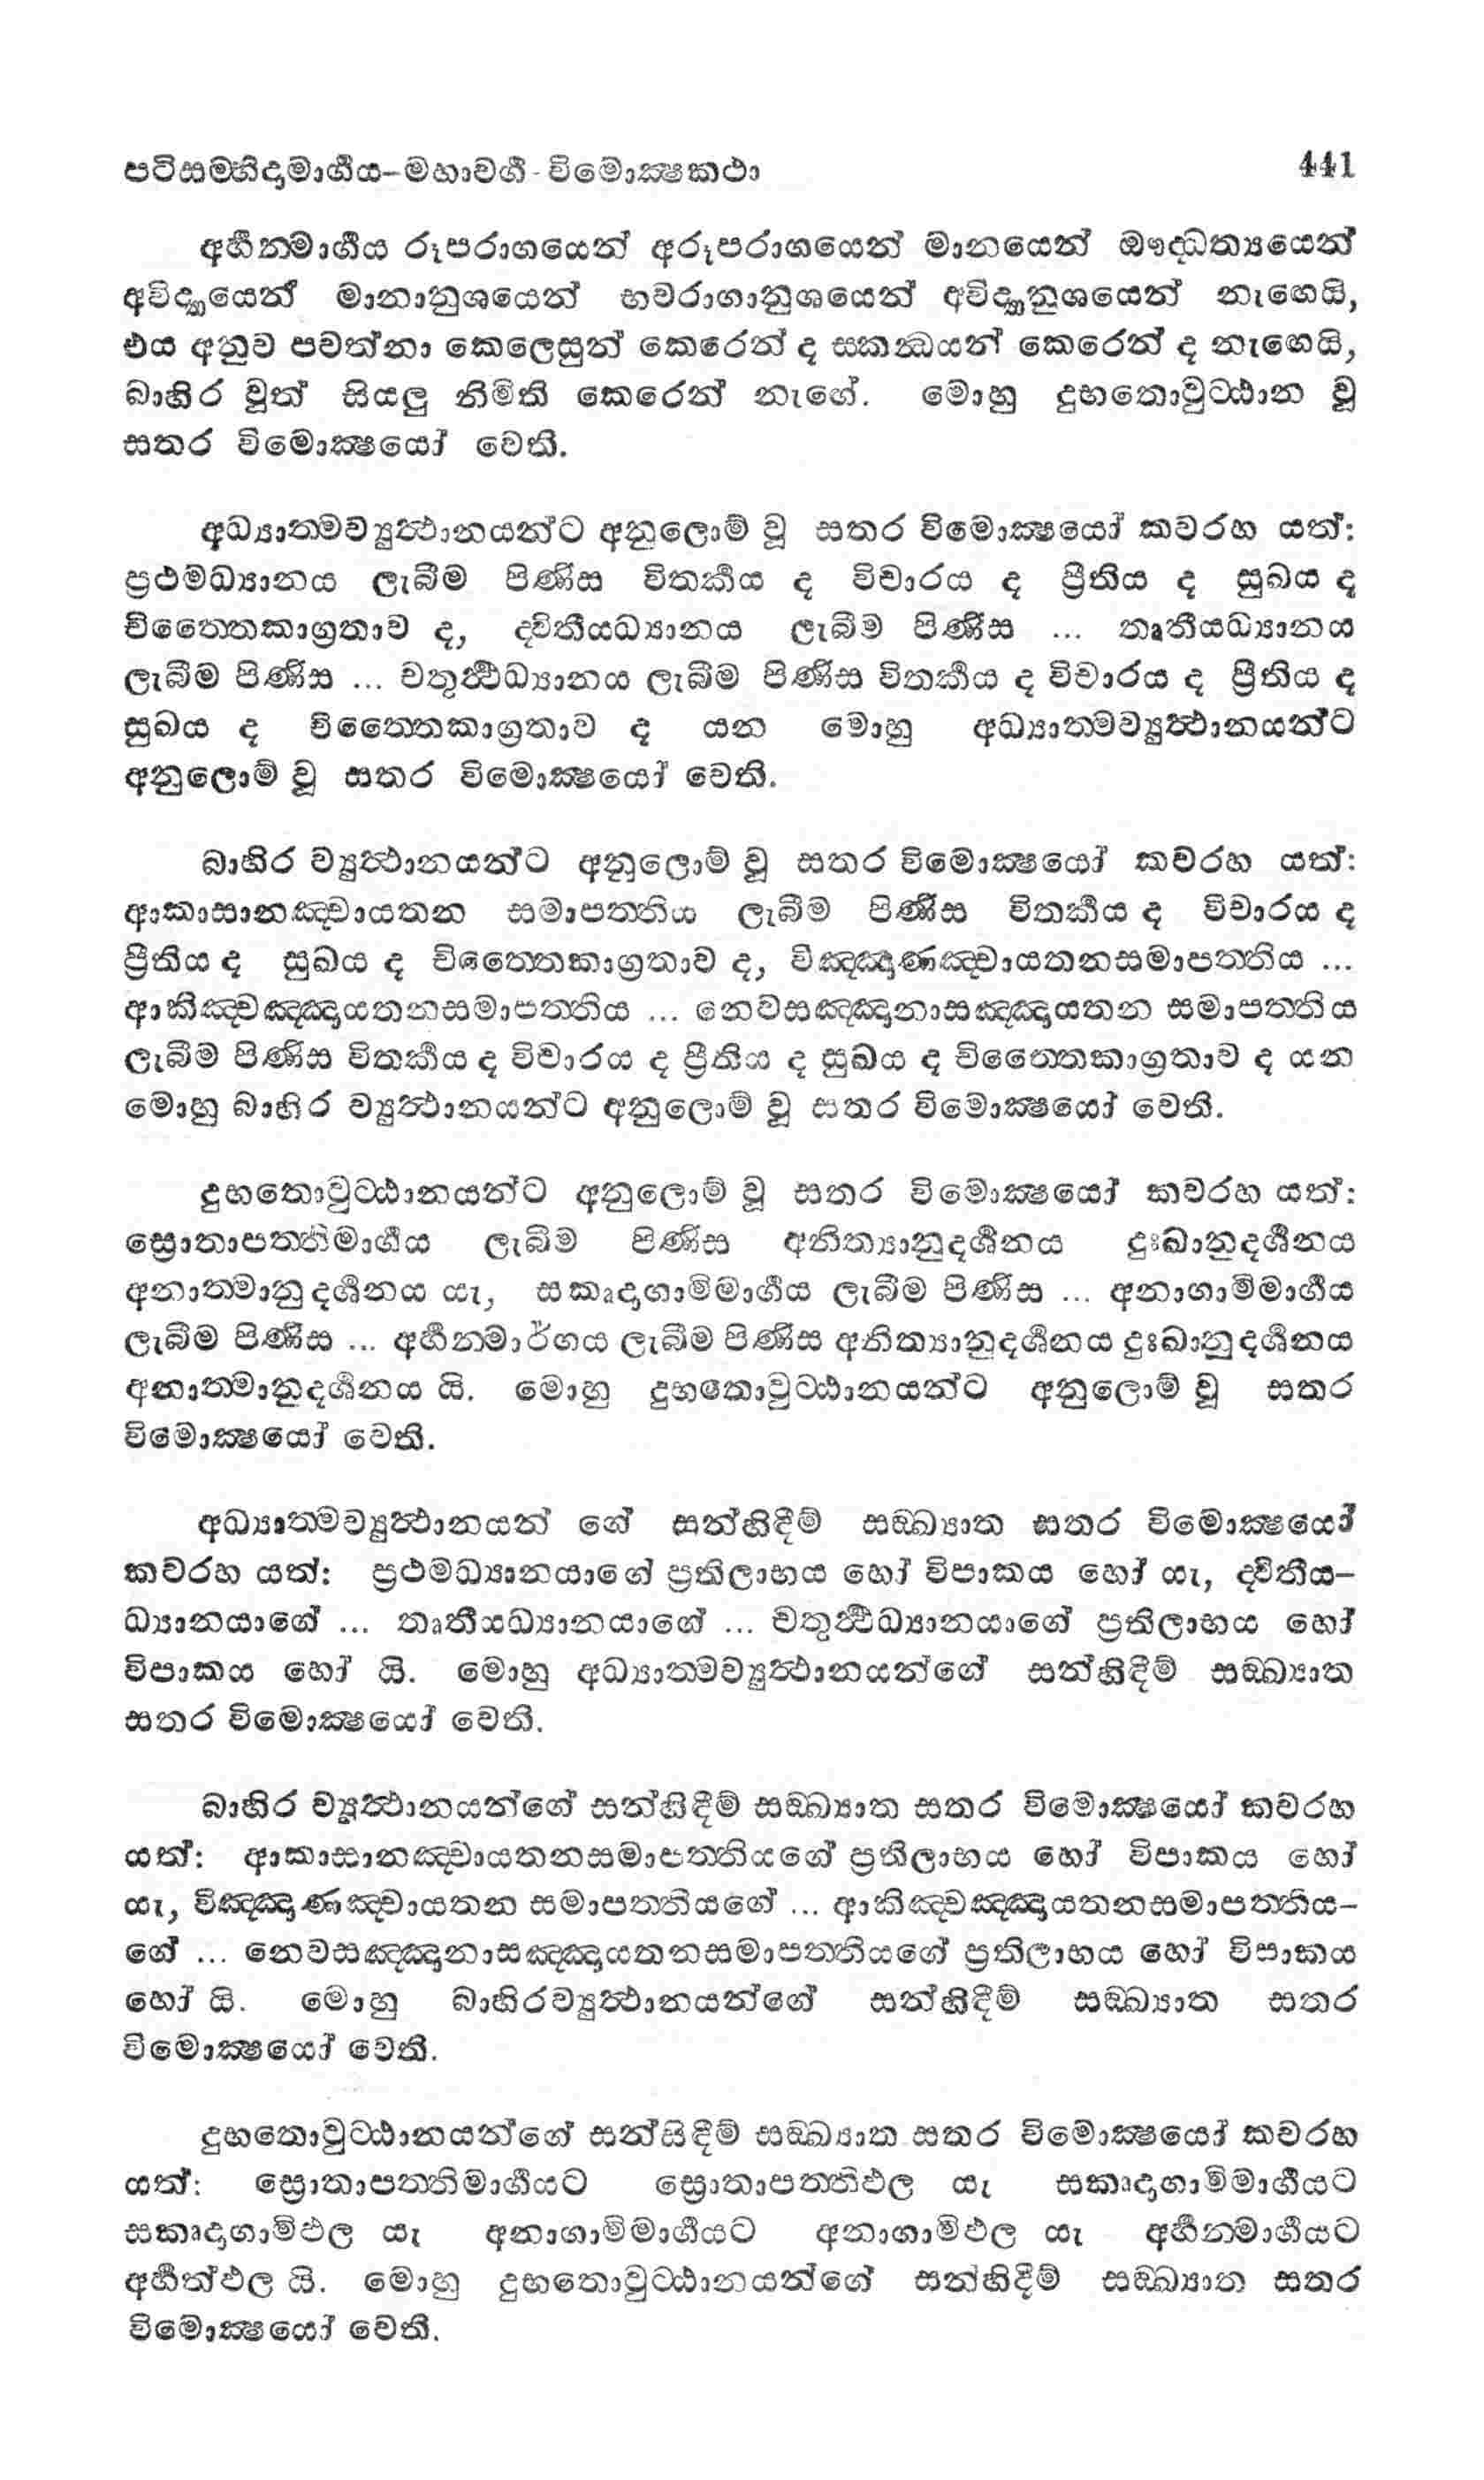 පටිසම්භිදාමාර්ගය-මහාවර්ග - විමොක්ෂකථා 441
අර්හත්මාර්ගය රූපරාගයෙන් අරූපරාගයෙන් මානයෙන් ඖද්ධත්‍යයෙන්
අවිද්‍යායෙන් මානානුශයෙන් භවරාගානුශයෙන් අවිද්‍යානුශයෙන් නැඟෙයි,
එය අනුව පවත්නා කෙලෙසුන් කෙරෙන් ද ස්කන්ධයන් කෙරෙන් ද නැඟෙයි,
බාහිර වූත් සියලු නිමිති කෙරෙන් නැගේ. මොහු දුභතොවුට්ඨාන වූ
සතර විමොක්ෂයෝ වෙති.
අධ්‍යාත්මව්‍යුත්ථානයන්ට අනුලොම් වූ සතර විමොක්ෂයෝ කවරහ යත්:
ප්‍රථමධ්‍යානය ලැබීම පිණිස විතර්කය ද විචාරය ද ප්‍රීතිය ද සුඛය ද
චිත්තෛකාග්‍රතාව ද, ද්විතීයධ්‍යානය ලැබීම පිණිස ... තෘතීයධ්‍යානය
ලැබීම පිණිස ... චතුර්ත්ථධ්‍යානය ලැබීම පිණිස විතර්කය ද විචාරය ද ප්‍රීතිය ද
සුඛය ද චිත්තෛකාග්‍රතාව ද යන මොහු අධ්‍යාත්මව්‍යුත්ථානයන්ට
අනුලොම් වූ සතර විමොක්ෂයෝ වෙති.
බාහිර ව්‍යුත්ථානයන්ට අනුලොම් වූ සතර විමොක්ෂයෝ කවරහ යත්:
ආකාසානඤ්චායතන සමාපත්තිය ලැබීම පිණිස විතර්කය ද විචාරය ද
ප්‍රීතිය ද සුඛය ද චිත්තෛකාග්‍රතාව ද, විඤ්ඤාණඤ්චායතනසමාපත්තිය ...
ආකිඤ්චඤ්ඤායතනසමාපත්තිය ... නෙවසඤ්ඤානාසඤ්ඤායතන සමාපත්තිය
ලැබීම පිණිස විතර්කය ද විචාරය ද ප්‍රීතිය ද සුඛය ද චිත්තෛකාග්‍රතාව ද යන
මොහු බාහිර ව්‍යුත්ථානයන්ට අනුලොම් වූ සතර විමොක්ෂයෝ වෙති.
දුභතොවුට්ඨානයන්ට අනුලොම් වූ සතර විමොක්ෂයෝ කවරහ යත්:
ස්‍රොතාපත්තිමාර්ගය ලැබීම පිණිස අනිත්‍යානුදර්ශනය දුඃඛානුදර්ශනය
අනාත්මානුදර්ශනය යැ, සකෘදාගාමිමාර්ගය ලැබීම පිණිස ... අනාගාමිමාර්ගය
ලැබීම පිණිස ... අර්හත්මාර්ගය ලැබීම පිණිස අනිත්‍යානුදර්ශනය දුඃඛානුදර්ශනය
අනාත්මානුදර්ශනය යි. මොහු දුභතොවුට්ඨානයන්ට අනුලොම් වූ සතර
විමොක්ෂයෝ වෙති.
අධ්‍යාත්මව්‍යුත්ථානයන් ගේ සන්හිඳීම් සඞ්ඛ්‍යාත සතර විමොක්ෂයෝ
කවරහ යත්: ප්‍රථමධ්‍යානයාගේ ප්‍රතිලාභය හෝ විපාකය හෝ යැ, ද්විතීය-
ධ්‍යානයාගේ ... තෘතීයධ්‍යානයාගේ ... චතුර්ත්ථධ්‍යානයාගේ ප්‍රතිලාභය හෝ
විපාකය හෝ යි. මොහු අධ්‍යාත්මව්‍යුත්ථානයන්ගේ සන්හිඳීම් සඞ්ඛ්‍යාත
සතර විමොක්ෂයෝ වෙති.
බාහිර ව්‍යුත්ථානයන්ගේ සන්හිඳීම් සඞ්ඛ්‍යාත සතර විමොක්ෂයෝ කවරහ
යත්: ආකාසානඤ්චායතනසමාපත්තියගේ ප්‍රතිලාභය හෝ විපාකය හෝ
යැ, විඤ්ඤාණඤ්චායතන සමාපත්තියගේ ... ආකිඤ්චඤ්ඤායතනසමාපත්තිය-
ගේ ... නෙවසඤ්ඤානාසඤ්ඤායතනසමාපත්තියගේ ප්‍රතිලාභය හෝ විපාකය
හෝ යි. මොහු බාහිරව්‍යුත්ථානයන්ගේ සන්හිඳීම් සඞ්ඛ්‍යාත සතර
විමොක්ෂයෝ වෙති.
දුභතොවුට්ඨානයන්ගේ සන්සිඳීම් සඞ්ඛ්‍යාත සතර විමොක්ෂයෝ කවරහ
යත්: ස්‍රොතාපත්තිමාර්ගයට ස්‍රොතාපත්තිඵල යැ සකෘදාගාමිමාර්ගයට
සකෘදාගාමිඵල යැ අනාගාමිමාර්ගයට අනාගාමිඵල යැ අර්හත්මාර්ගයට
අර්හත්ඵල යි. මොහු දුභතොවුට්ඨානයන්ගේ සන්හිඳීම් සඞ්ඛ්‍යාත සතර
විමොක්ෂයෝ වෙති.